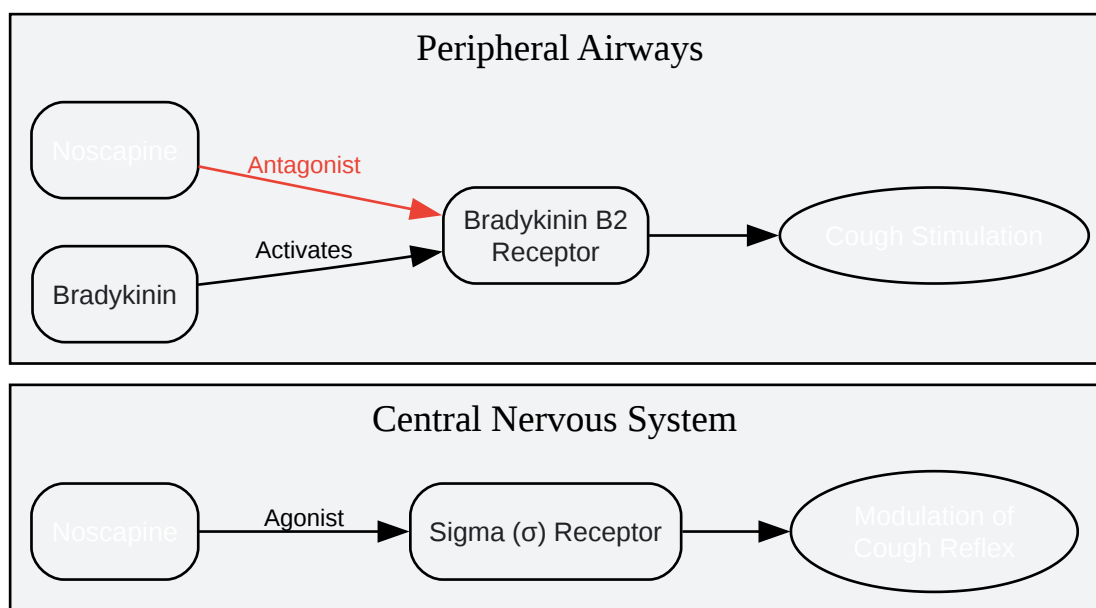 Peripheral Airways
Noscapine
Antagonist
Bradykinin B2
Receptor
Cough Stimulation
Activates
Bradykinin
Central Nervous System
Noscapine
Agonist
Sigma (σ) Receptor
Modulation of
Cough Reflex